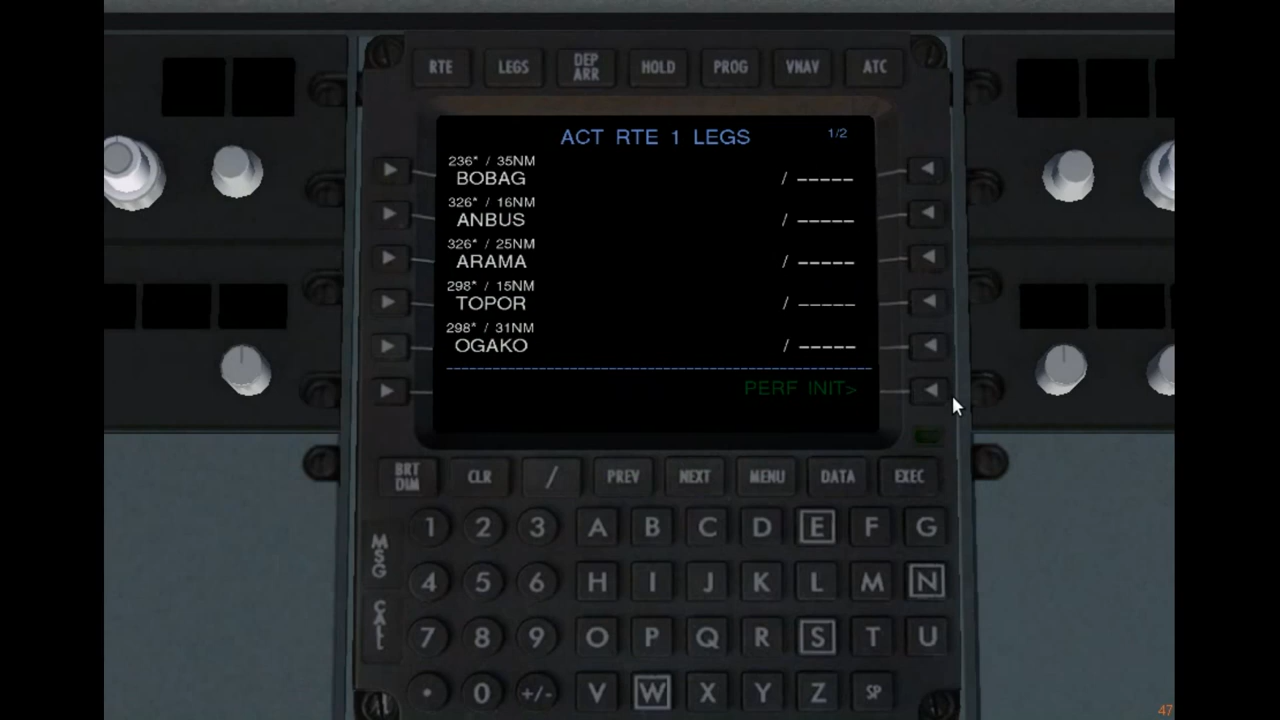 RTE LEGS DEP ARR HOLD PROG VNAV ATC
ACT RTE 1 LEGS 1/2
236* / 35NM
BOBAG / -----
326* / 16NM
ANBUS / -----
326* / 25NM
ARAMA / -----
298* / 15NM
TOPOR / -----
298* / 31NM
OGAKO / -----
PERF INIT>
BRT DIM CLR / PREV NEXT MENU DATA EXEC
MSG
1 2 3 A B C D E F G
4 5 6 H I J K L M N
7 8 9 O P Q R S T U
. 0 +/- V W X Y Z SP
47